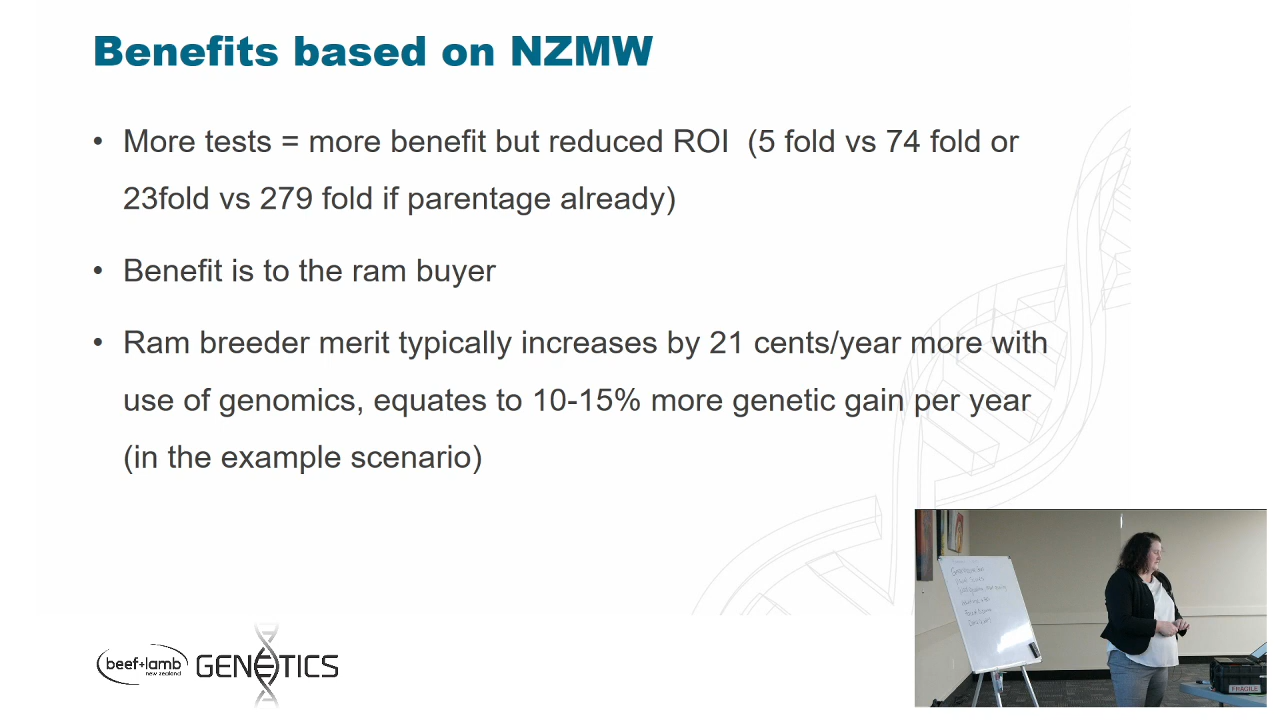 Benefits based on NZMW
• More tests = more benefit but reduced ROI  (5 fold vs 74 fold or
23fold vs 279 fold if parentage already)
• Benefit is to the ram buyer
• Ram breeder merit typically increases by 21 cents/year more with
use of genomics, equates to 10-15% more genetic gain per year
(in the example scenario)
beef+lamb
new zealand
GENETICS
FRAGILE